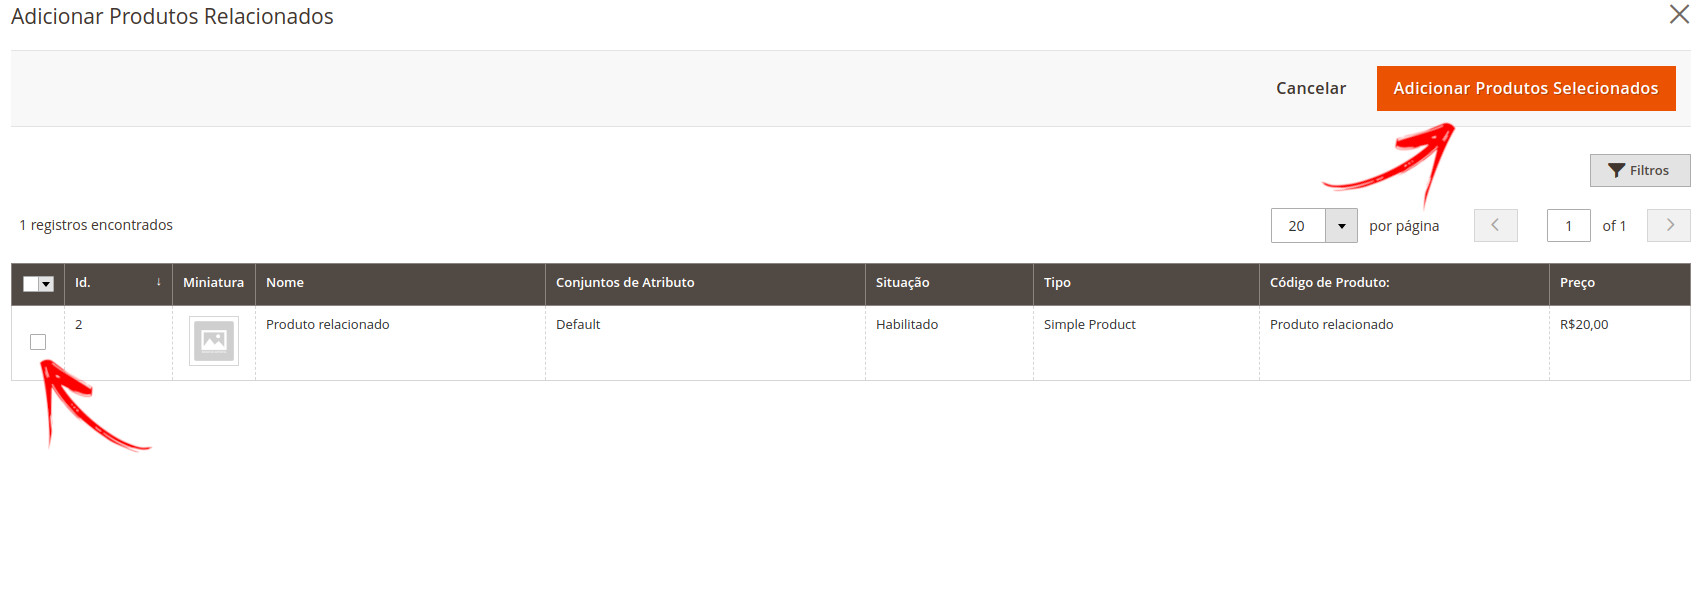 Adicionar Produtos Relacionados
Cancelar
Adicionar Produtos Selecionados
Filtros
1 registros encontrados
20 por página 1 of 1
Id. ↓ Miniatura Nome Conjuntos de Atributo Situação Tipo Código de Produto: Preço
2 Produto relacionado Default Habilitado Simple Product Produto relacionado R$20,00